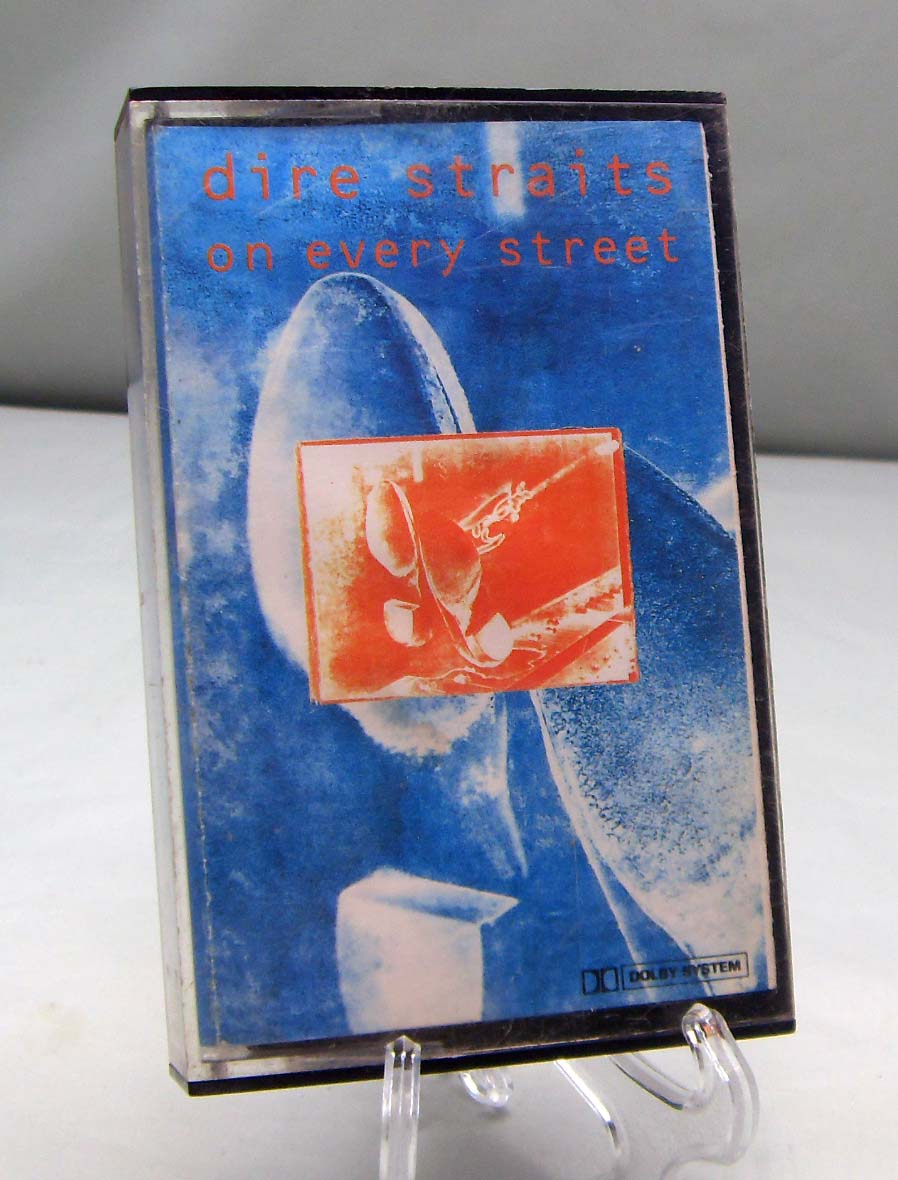 dire straits
on every street
DOLBY SYSTEM